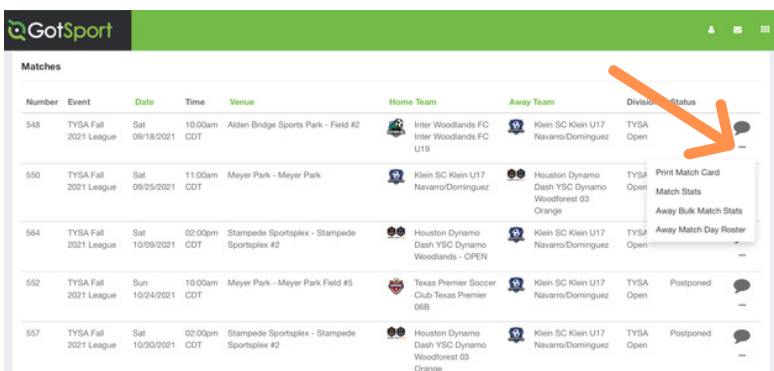 GotSport
Matches
Number Event Date Time Venue Home Team Away Team Division Status
548 TYSA Fall Sat 10:00am Alden Bridge Sports Park - Field #2 Inter Woodlands FC Klein SC Klein U17 TYSA
2021 League 09/18/2021 CDT Inter Woodlands FC Navarro/Dominguez Open
U19
550 TYSA Fall Sat 11:00am Meyer Park - Meyer Park Klein SC Klein U17 Houston Dynamo TYSA
2021 League 09/25/2021 CDT Navarro/Dominguez Dash YSC Dynamo Open
Woodforest 03
Orange
Print Match Card
Match Stats
Away Bulk Match Stats
Away Match Day Roster
564 TYSA Fall Sat 02:00pm Stampede Sportsplex - Stampede Houston Dynamo Klein SC Klein U17 TYSA
2021 League 10/09/2021 CDT Sportsplex #2 Dash YSC Dynamo Navarro/Dominguez Open
Woodlands - OPEN
552 TYSA Fall Sun 10:00am Meyer Park - Meyer Park Field #5 Texas Premier Soccer Klein SC Klein U17 TYSA Postponed
2021 League 10/24/2021 CDT Club Texas Premier Navarro/Dominguez Open
06B
557 TYSA Fall Sat 02:00pm Stampede Sportsplex - Stampede Houston Dynamo Klein SC Klein U17 TYSA Postponed
2021 League 10/30/2021 CDT Sportsplex #2 Dash YSC Dynamo Navarro/Dominguez Open
Woodforest 03
Orange